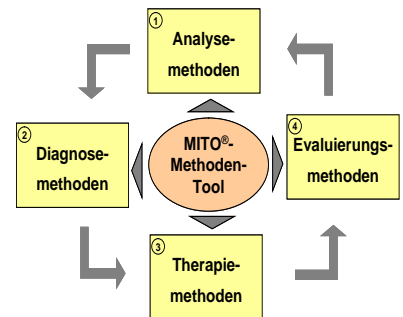 1
Analyse-
methoden
2
Diagnose-
methoden
MITO®-
Methoden-
Tool
4
Evaluierungs-
methoden
3
Therapie-
methoden